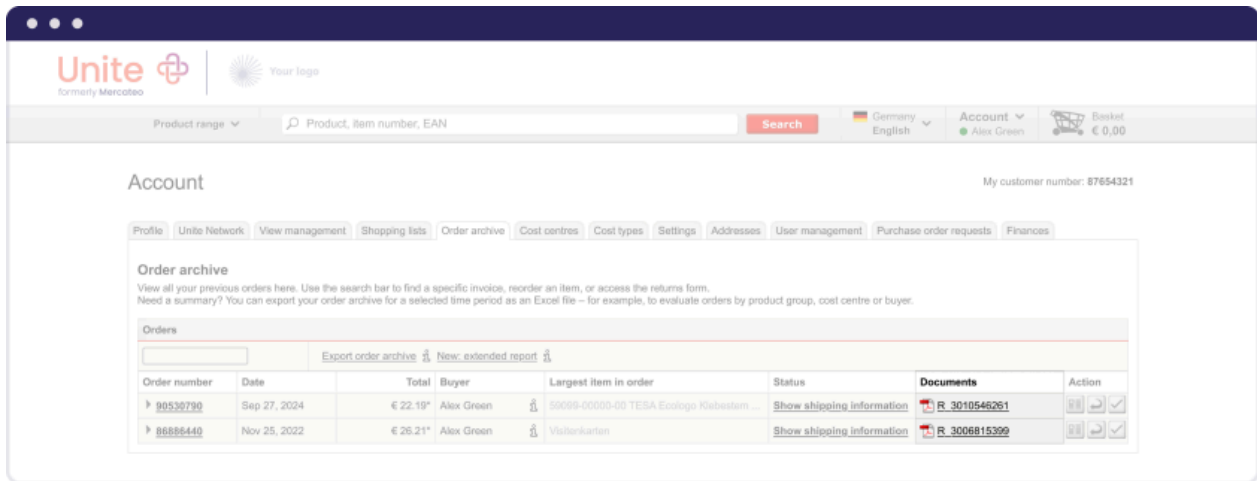 Unite
formerly Mercateo
Your logo
Product range
Product, item number, EAN
Search
Germany
English
Account
Alex Green
Basket
€ 0,00
Account
My customer number: 87654321
Profile Unite Network View management Shopping lists Order archive Cost centres Cost types Settings Addresses User management Purchase order requests Finances
Order archive
View all your previous orders here. Use the search bar to find a specific invoice, reorder an item, or access the returns form.
Need a summary? You can export your order archive for a selected time period as an Excel file – for example, to evaluate orders by product group, cost centre or buyer.
Orders
Export order archive New: extended report
Order number Date Total Buyer Largest item in order Status Documents Action
90530790 Sep 27, 2024 € 22.19* Alex Green 59099-00000-00 TESA Ecologo Klebestem ... Show shipping information R_3010546261
86886440 Nov 25, 2022 € 26.21* Alex Green Visitenkarten Show shipping information R_3006815399